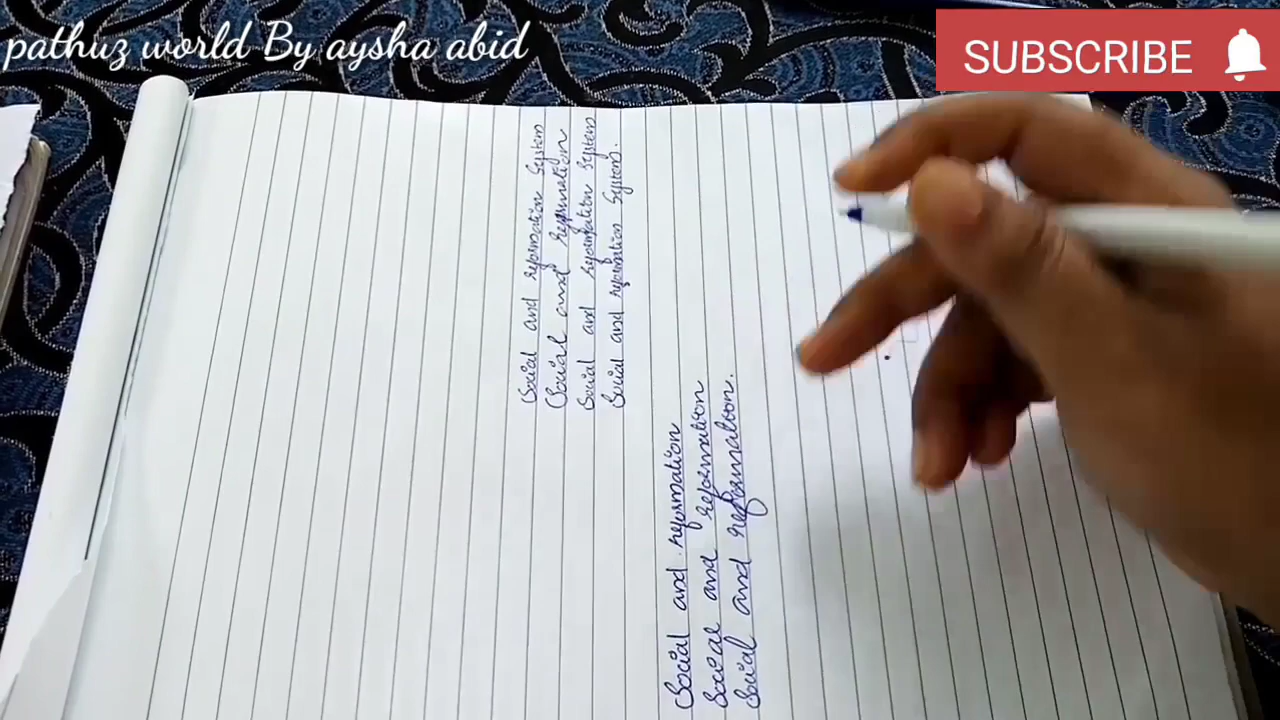 pathuz world By aysha abid
SUBSCRIBE
Social and reformation System
Social and reformation
Social and reformation System
Social and reformation System.
Social and reformation
Social and reformation
Social and reformation.